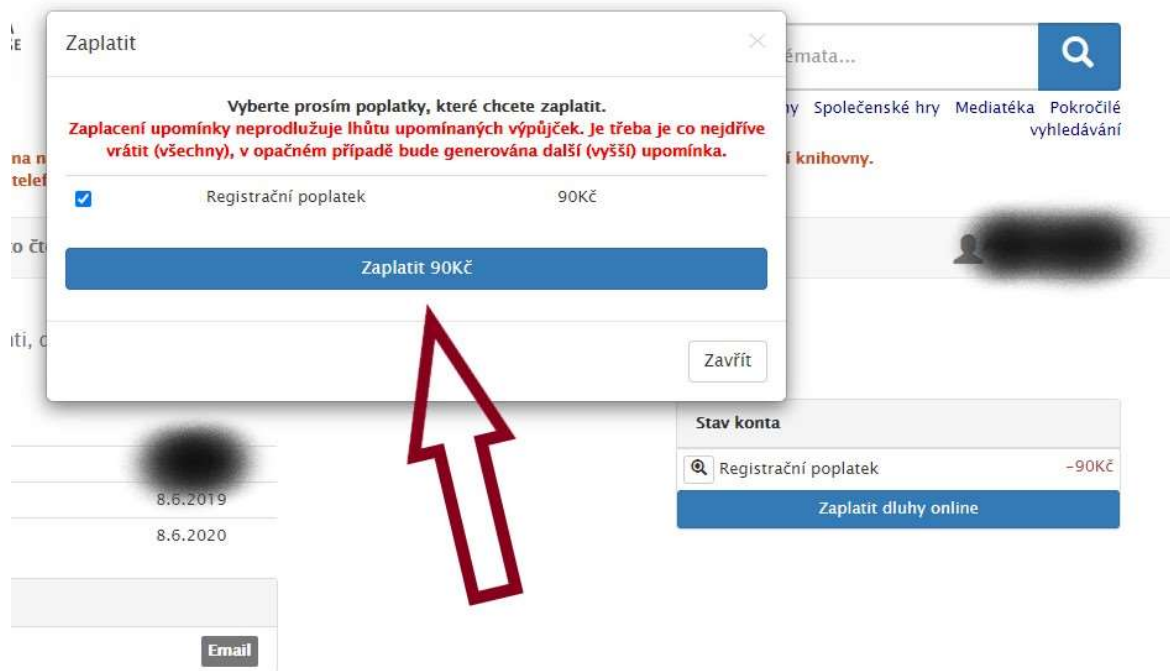 Zaplatit
×
Vyberte prosím poplatky, které chcete zaplatit.
Zaplacení upomínky neprodlužuje lhůtu upomínaných výpůjček. Je třeba je co nejdříve
vrátit (všechny), v opačném případě bude generována další (vyšší) upomínka.
Registrační poplatek 90Kč
Zaplatit 90Kč
Zavřít
Společenské hry Mediatéka Pokročilé
vyhledávání
knihovny.
Stav konta
Registrační poplatek -90Kč
Zaplatit dluhy online
8.6.2019
8.6.2020
Email